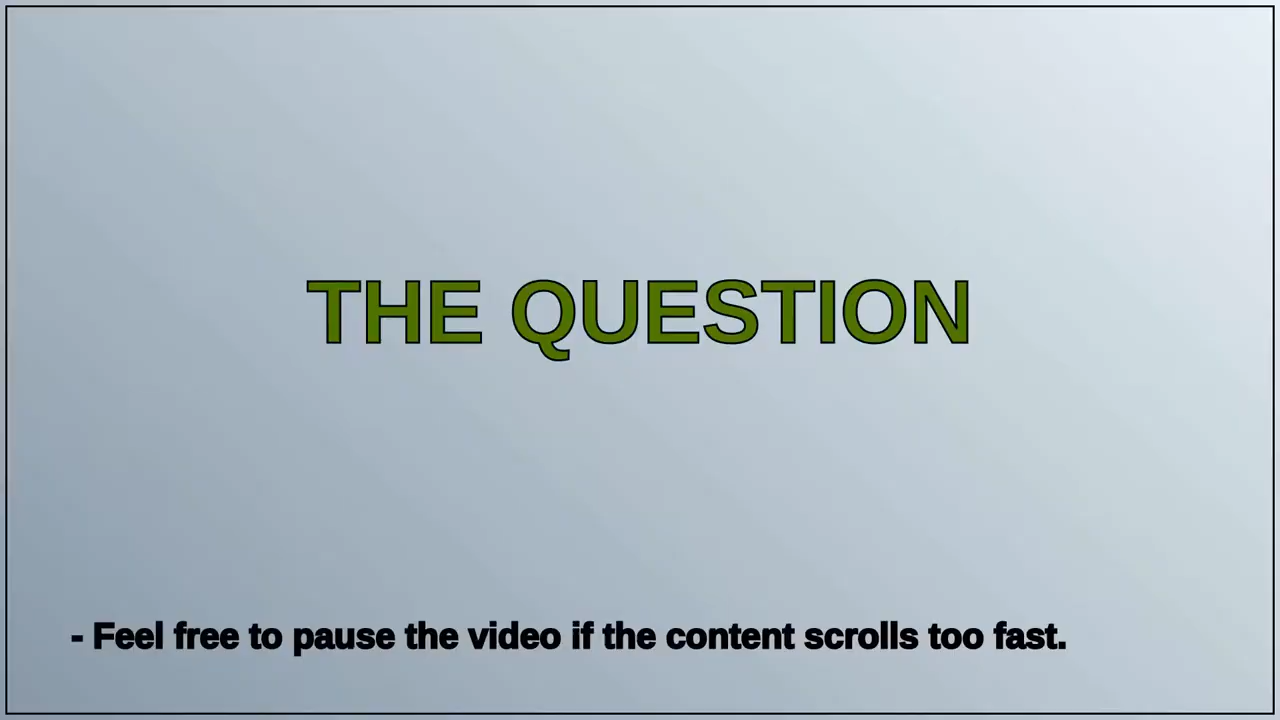 THE QUESTION
- Feel free to pause the video if the content scrolls too fast.